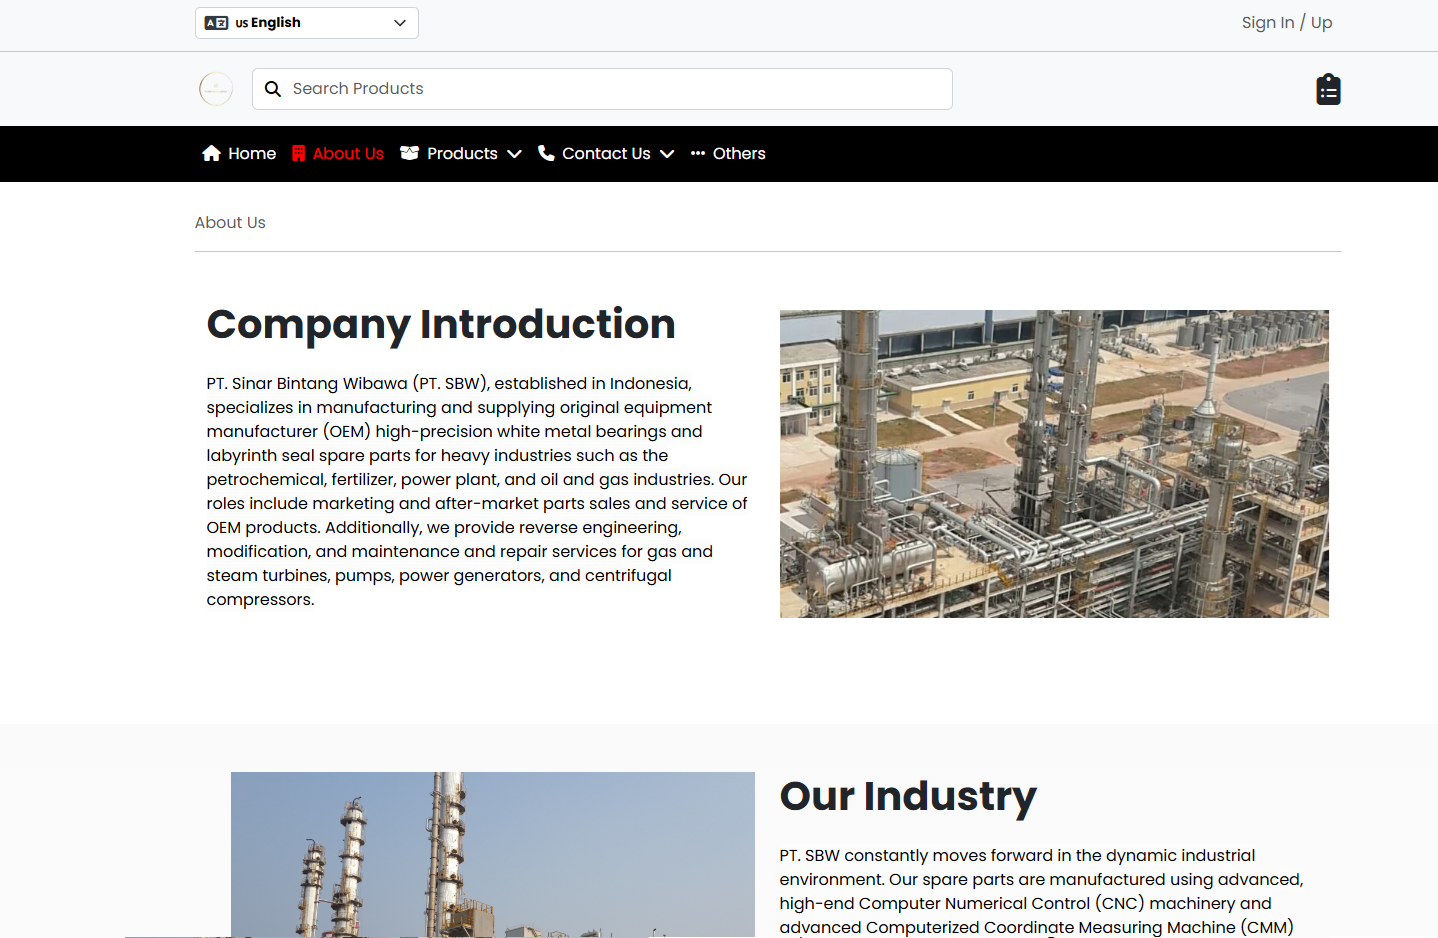 US English
Sign In / Up
Search Products
Home About Us Products Contact Us Others
About Us
Company Introduction
PT. Sinar Bintang Wibawa (PT. SBW), established in Indonesia,
specializes in manufacturing and supplying original equipment
manufacturer (OEM) high-precision white metal bearings and
labyrinth seal spare parts for heavy industries such as the
petrochemical, fertilizer, power plant, and oil and gas industries. Our
roles include marketing and after-market parts sales and service of
OEM products. Additionally, we provide reverse engineering,
modification, and maintenance and repair services for gas and
steam turbines, pumps, power generators, and centrifugal
compressors.
Our Industry
PT. SBW constantly moves forward in the dynamic industrial
environment. Our spare parts are manufactured using advanced,
high-end Computer Numerical Control (CNC) machinery and
advanced Computerized Coordinate Measuring Machine (CMM)